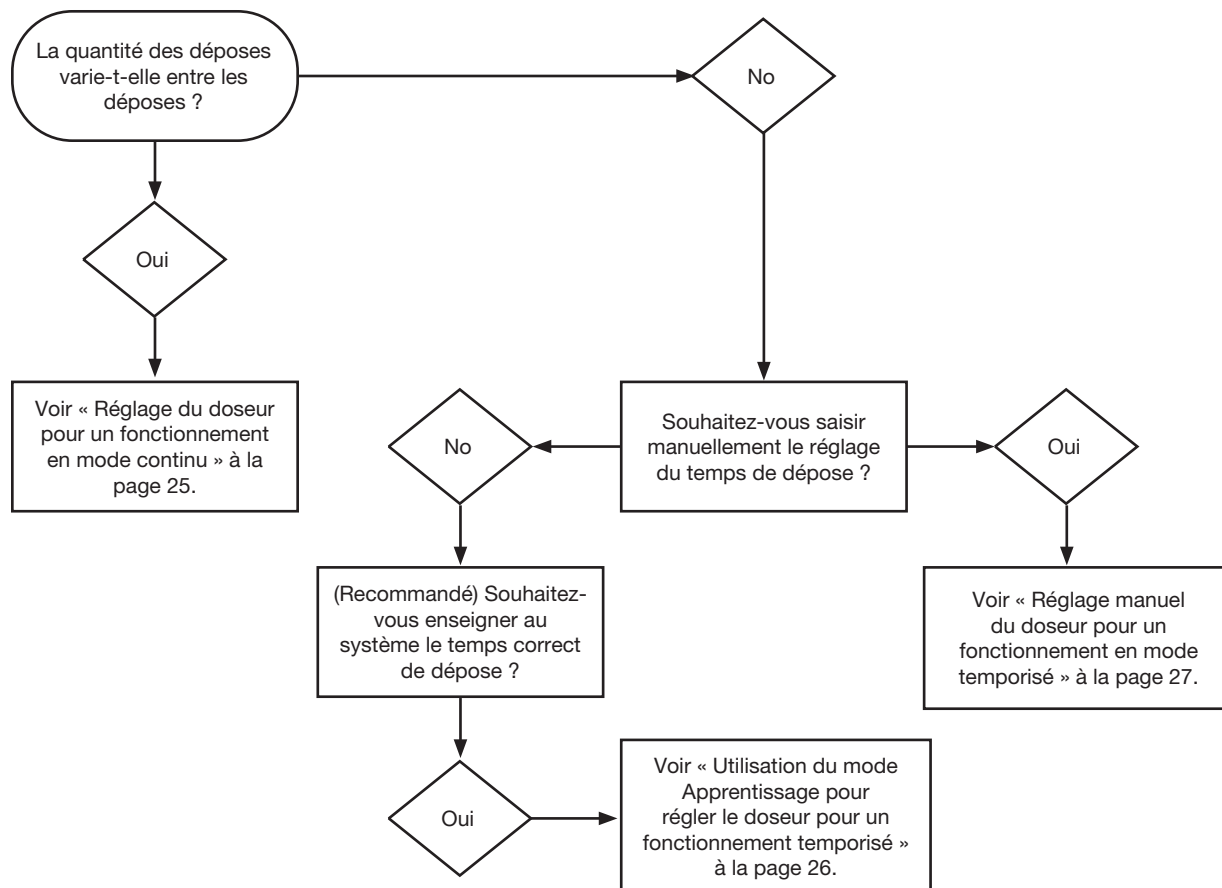 La quantité des déposes
varie-t-elle entre les
déposes ?
No
Oui
Voir « Réglage du doseur
pour un fonctionnement
en mode continu » à la
page 25.
No
Souhaitez-vous saisir
manuellement le réglage
du temps de dépose ?
Oui
(Recommandé) Souhaitez-
vous enseigner au
système le temps correct
de dépose ?
Voir « Réglage manuel
du doseur pour un
fonctionnement en mode
temporisé » à la page 27.
Oui
Voir « Utilisation du mode
Apprentissage pour
régler le doseur pour un
fonctionnement temporisé »
à la page 26.